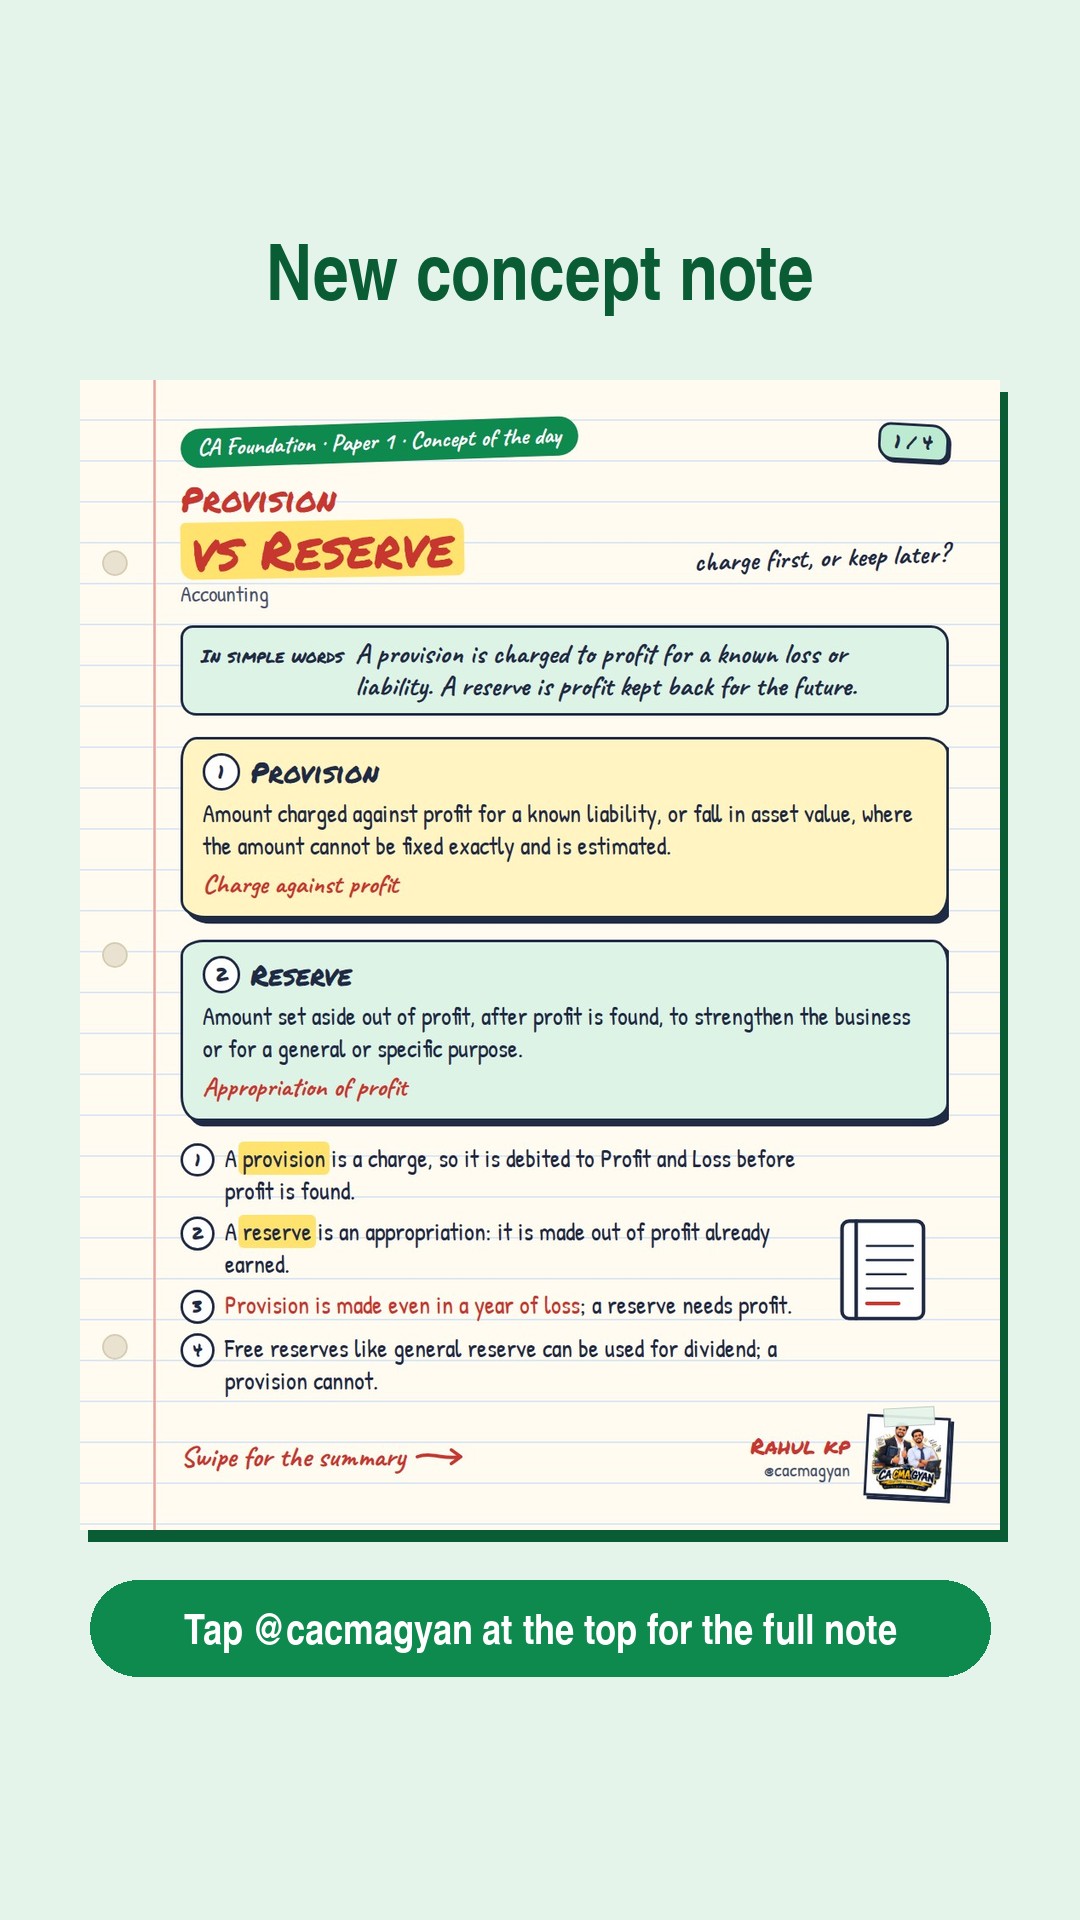 New concept note
CA Foundation · Paper 1 · Concept of the day
1 / 4
PROVISION
VS RESERVE
charge first, or keep later?
Accounting
IN SIMPLE WORDS A provision is charged to profit for a known loss or
liability. A reserve is profit kept back for the future.
1 PROVISION
Amount charged against profit for a known liability, or fall in asset value, where
the amount cannot be fixed exactly and is estimated.
Charge against profit
2 RESERVE
Amount set aside out of profit, after profit is found, to strengthen the business
or for a general or specific purpose.
Appropriation of profit
1 A provision is a charge, so it is debited to Profit and Loss before
profit is found.
2 A reserve is an appropriation: it is made out of profit already
earned.
3 Provision is made even in a year of loss; a reserve needs profit.
4 Free reserves like general reserve can be used for dividend; a
provision cannot.
Swipe for the summary →
RAHUL KP
@cacmagyan
CA CMA GYAN
Tap @cacmagyan at the top for the full note